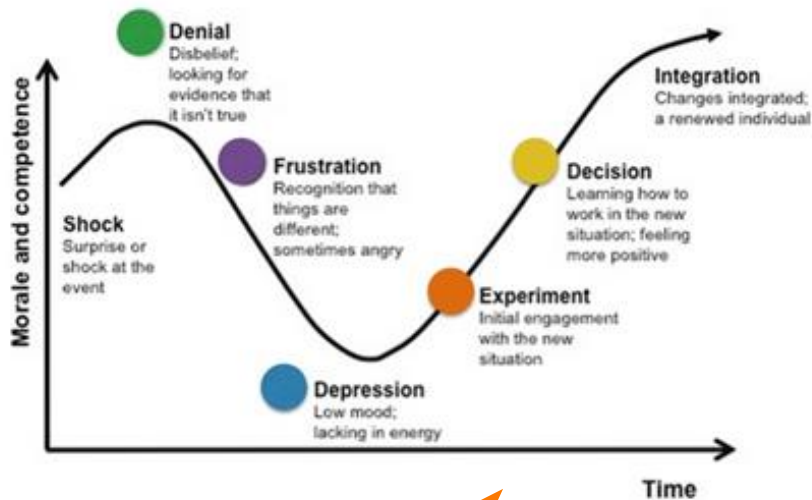 Denial
Disbelief;
looking for
evidence that
it isn't true
Morale and competence
Shock
Surprise or
shock at the
event
Frustration
Recognition that
things are
different;
sometimes angry
Depression
Low mood;
lacking in energy
Experiment
Initial engagement
with the new
situation
Decision
Learning how to
work in the new
situation; feeling
more positive
Integration
Changes integrated;
a renewed individual
Time